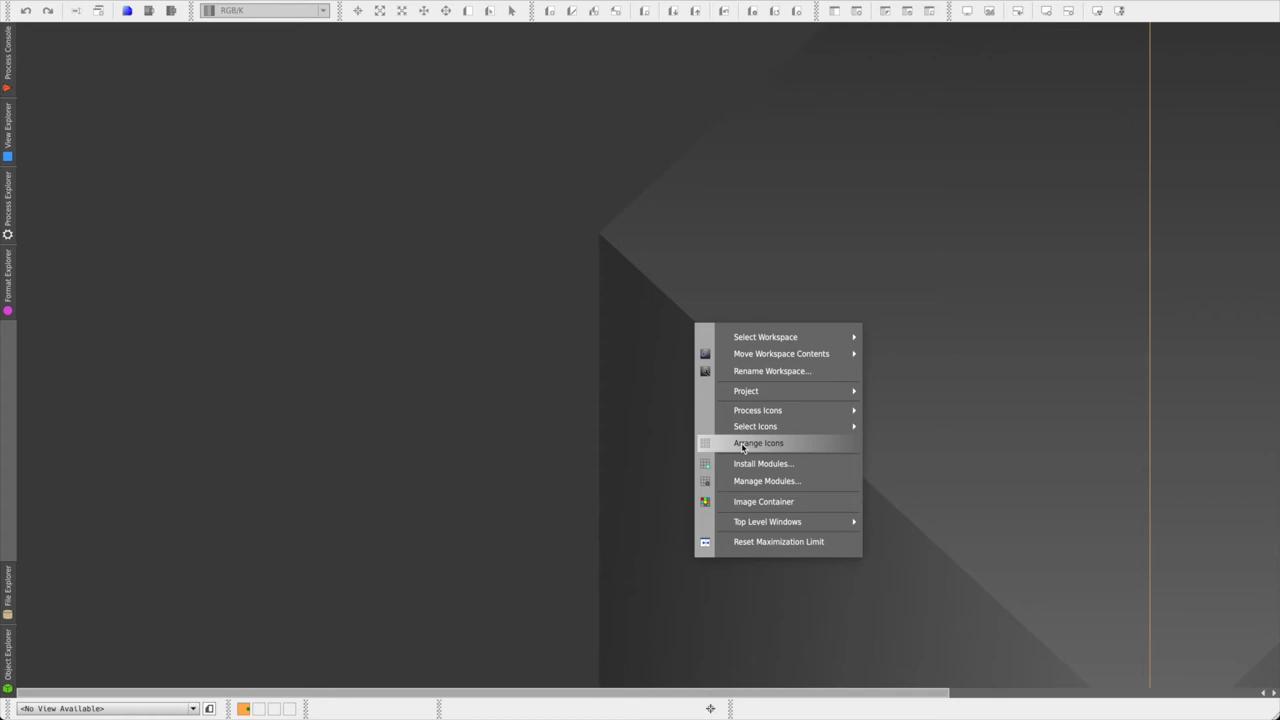 RGB/K
Process Console
View Explorer
Process Explorer
Format Explorer
File Explorer
Object Explorer
Select Workspace
Move Workspace Contents
Rename Workspace...
Project
Process Icons
Select Icons
Arrange Icons
Install Modules...
Manage Modules...
Image Container
Top Level Windows
Reset Maximization Limit
<No View Available>